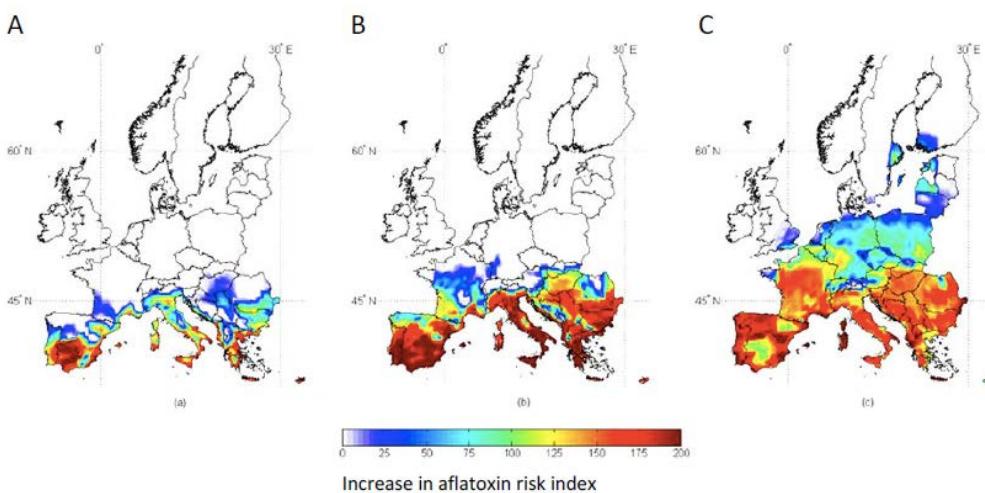 A B C
0° 30° E 0° 30° E 0° 30° E
60° N 60° N 60° N
45° N 45° N 45° N
(a) (b) (c)
0 25 50 75 100 125 150 175 200
Increase in aflatoxin risk index